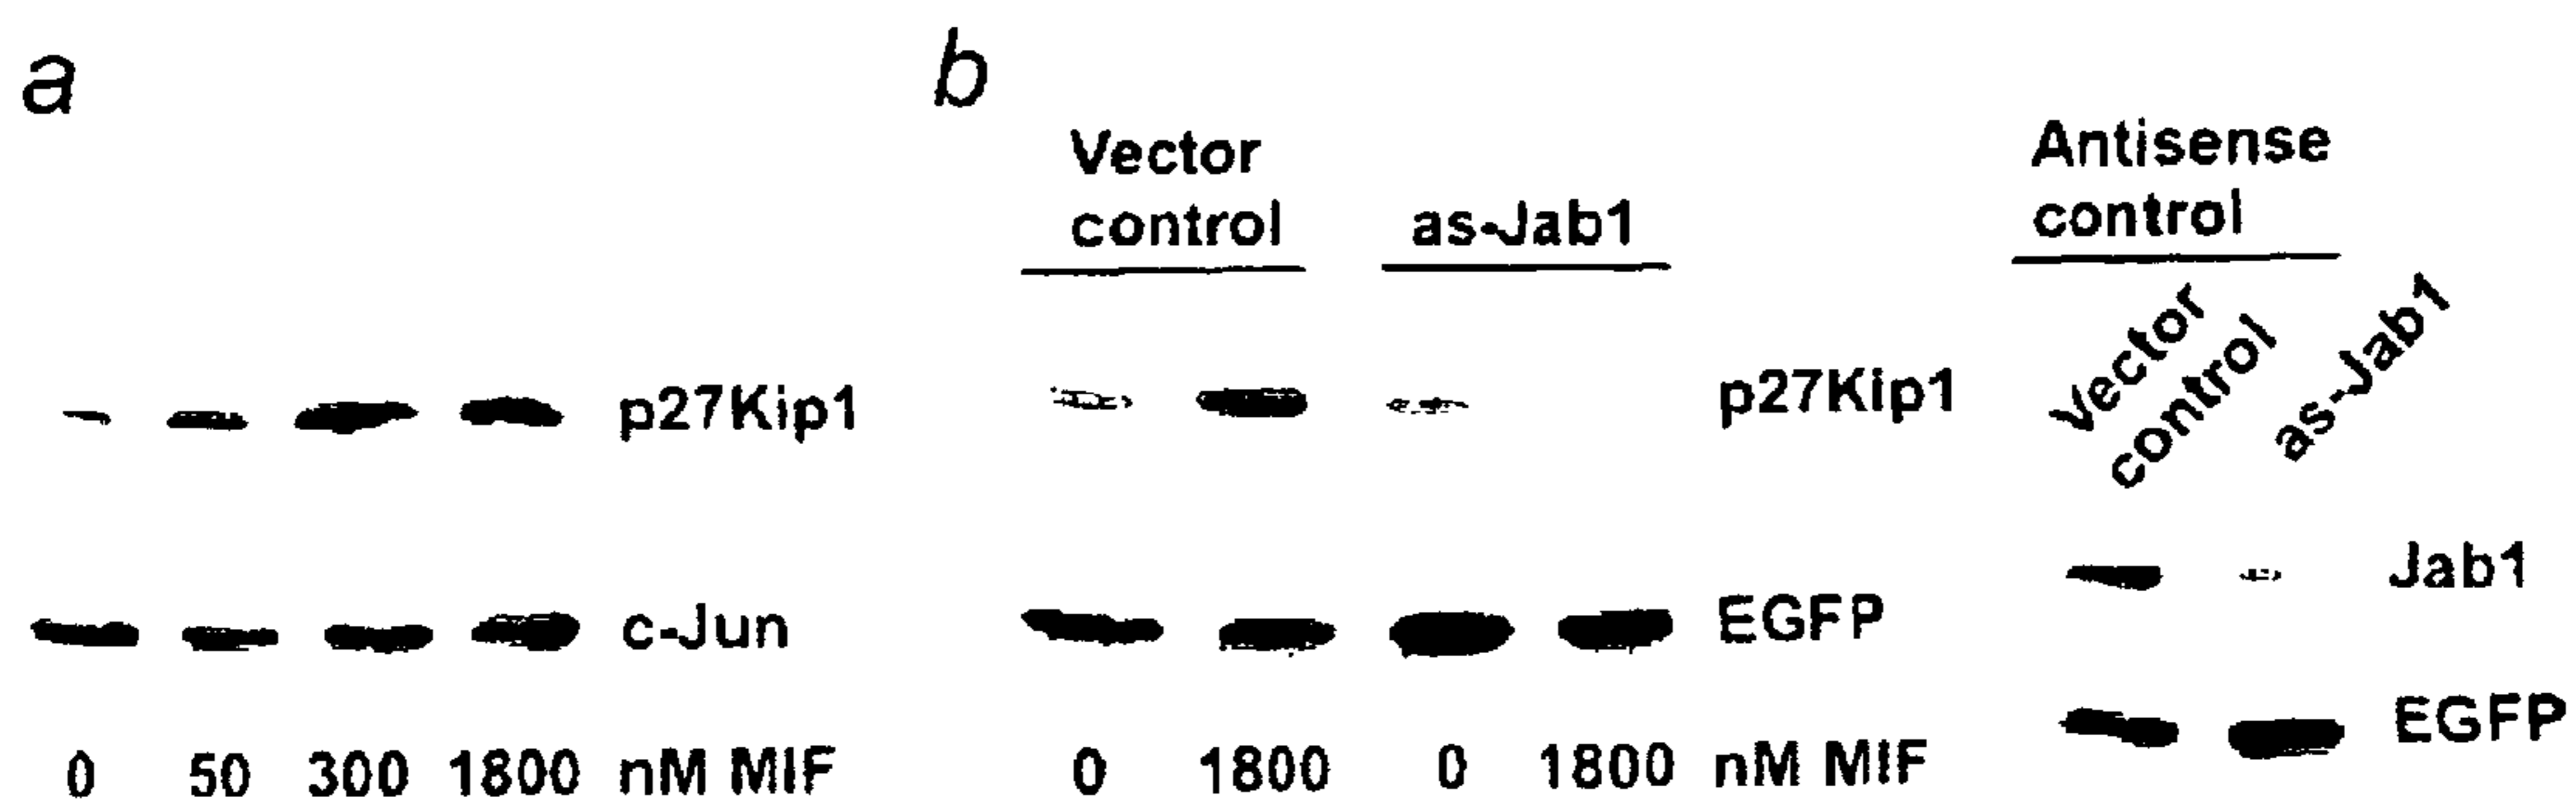 a
p27Kip1
c-Jun
0 50 300 1800 nM MIF
b
Vector
control
as-Jab1
p27Kip1
EGFP
0 1800 0 1800 nM MIF
Antisense
control
Vector
control
as-Jab1
Jab1
EGFP